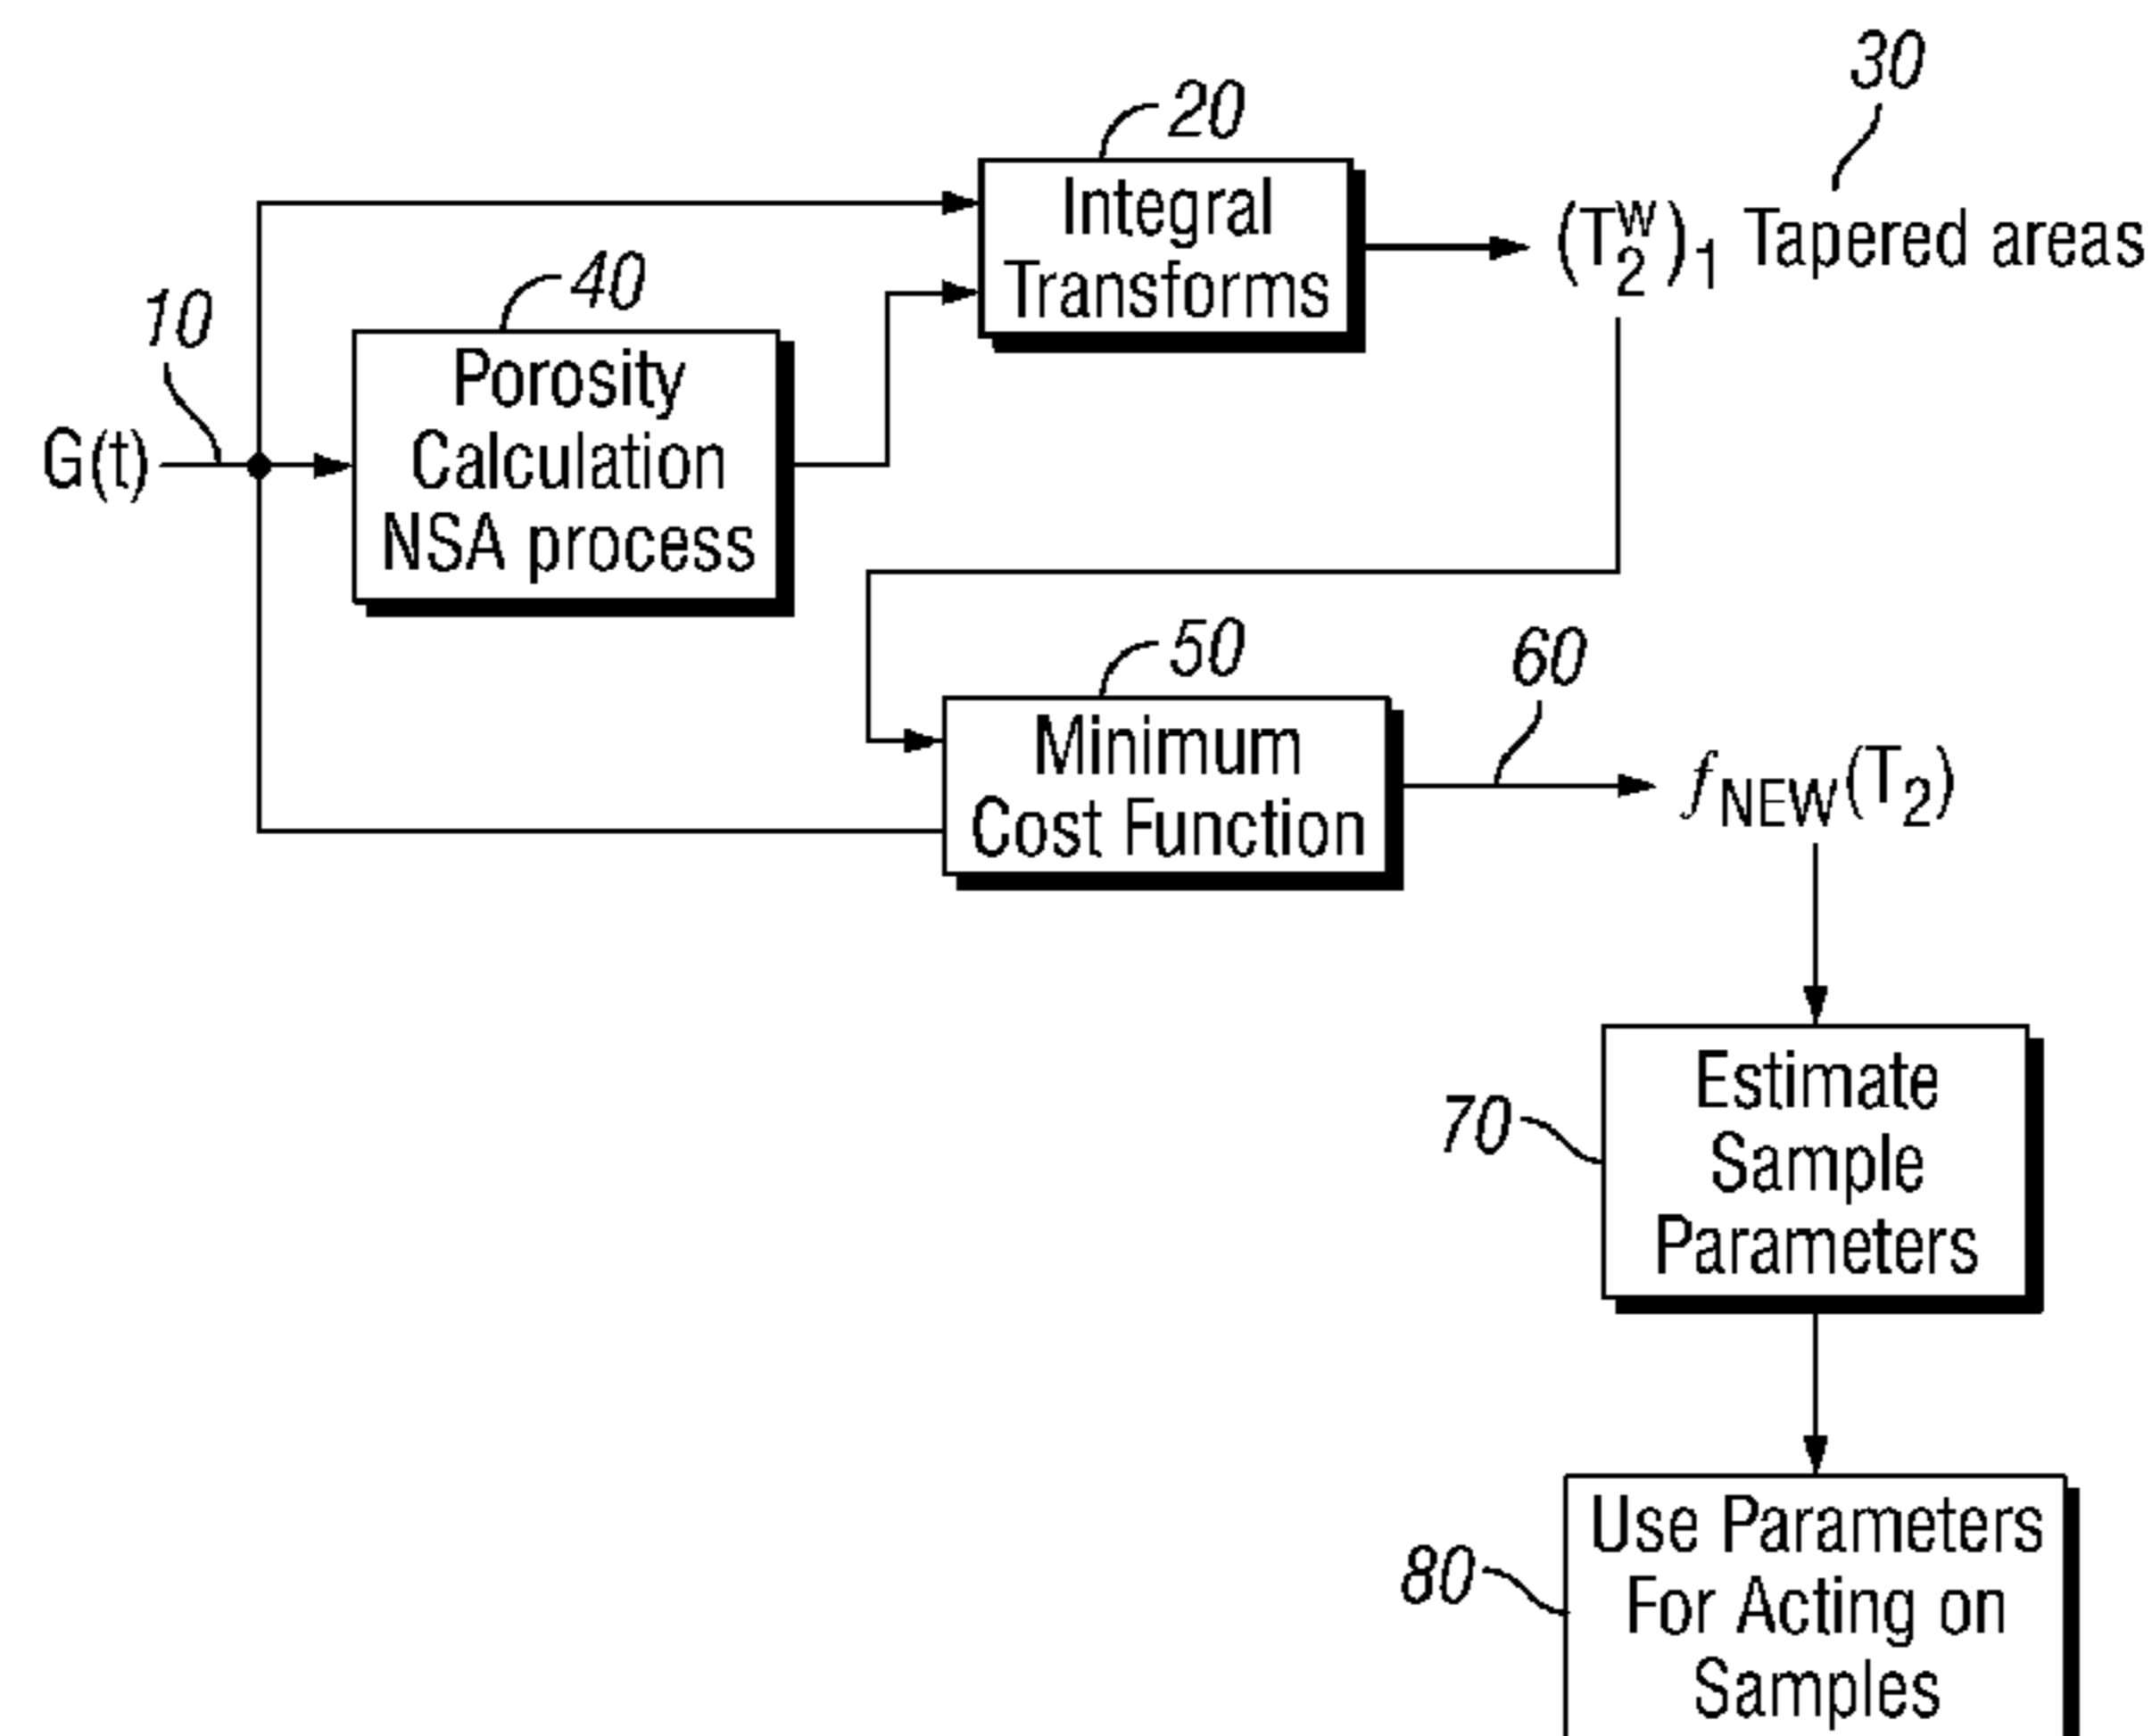 30
20
Integral
Transforms
(T₂ᵂ)₁ Tapered areas
40
10
Porosity
Calculation
NSA process
G(t)
50
Minimum
Cost Function
60
fNEW(T₂)
70
Estimate
Sample
Parameters
80
Use Parameters
For Acting on
Samples